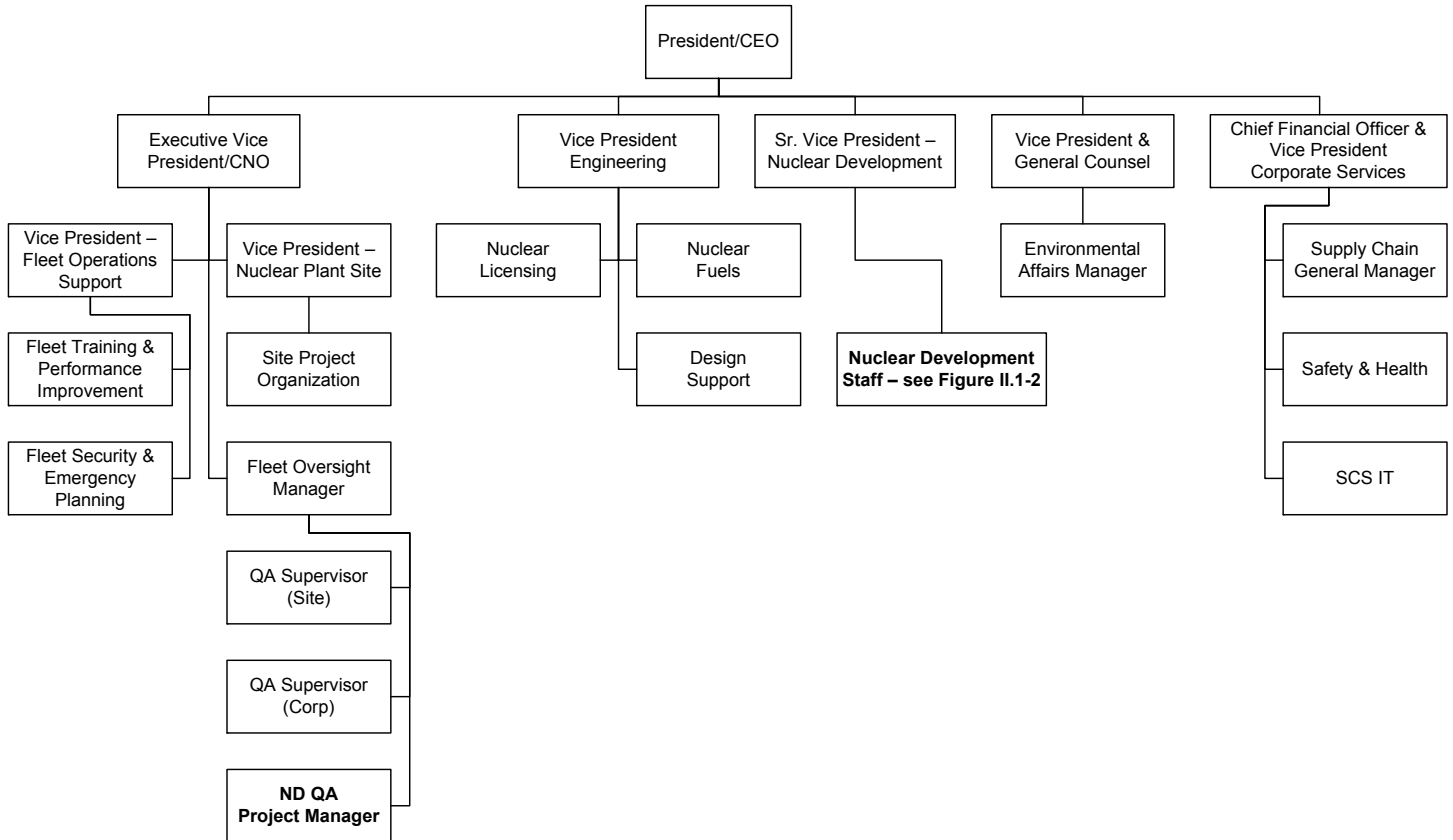 President/CEO
Executive Vice
President/CNO
Vice President
Engineering
Sr. Vice President –
Nuclear Development
Vice President &
General Counsel
Chief Financial Officer &
Vice President
Corporate Services
Vice President –
Fleet Operations
Support
Vice President –
Nuclear Plant Site
Nuclear
Licensing
Nuclear
Fuels
Environmental
Affairs Manager
Supply Chain
General Manager
Fleet Training &
Performance
Improvement
Site Project
Organization
Design
Support
Nuclear Development
Staff – see Figure II.1-2
Safety & Health
Fleet Security &
Emergency
Planning
Fleet Oversight
Manager
SCS IT
QA Supervisor
(Site)
QA Supervisor
(Corp)
ND QA
Project Manager